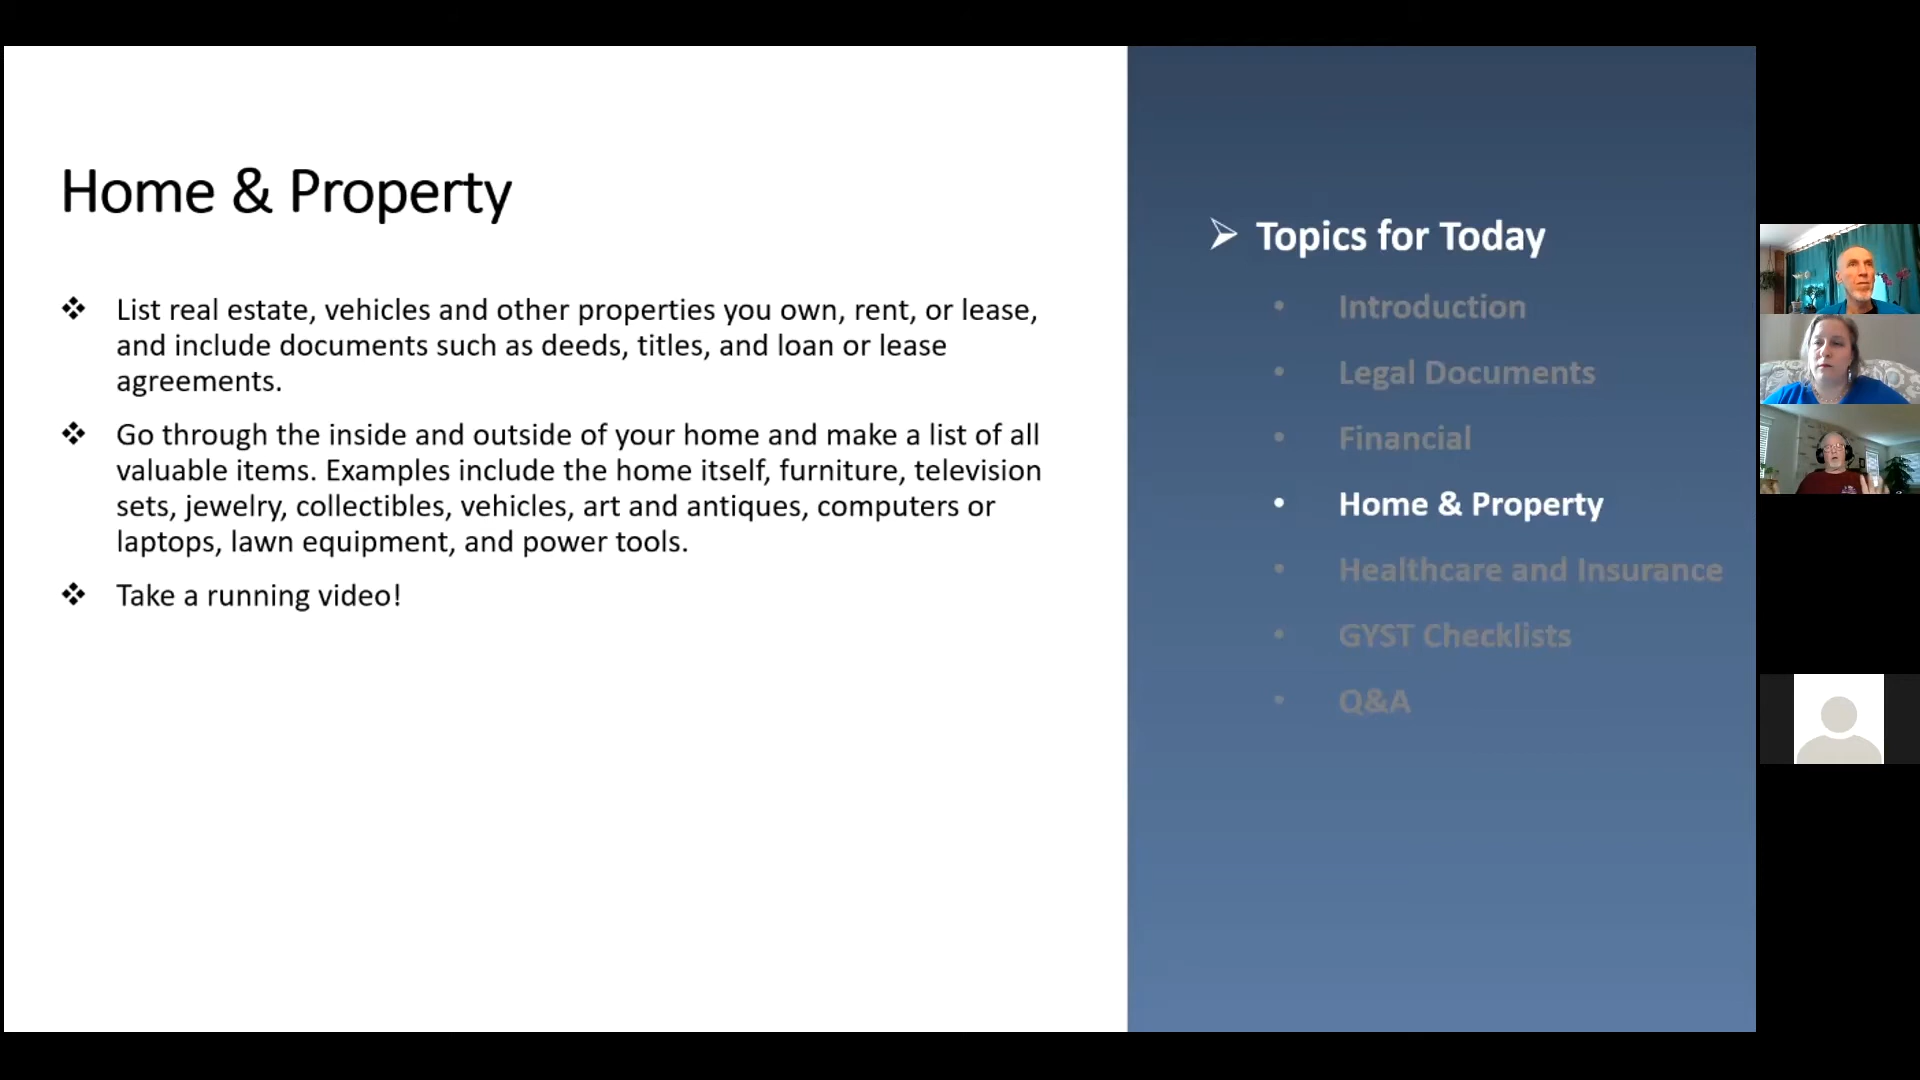 Home & Property
❖ List real estate, vehicles and other properties you own, rent, or lease,
and include documents such as deeds, titles, and loan or lease
agreements.
❖ Go through the inside and outside of your home and make a list of all
valuable items. Examples include the home itself, furniture, television
sets, jewelry, collectibles, vehicles, art and antiques, computers or
laptops, lawn equipment, and power tools.
❖ Take a running video!
➢ Topics for Today
• Introduction
• Legal Documents
• Financial
• Home & Property
• Healthcare and Insurance
• GYST Checklists
• Q&A